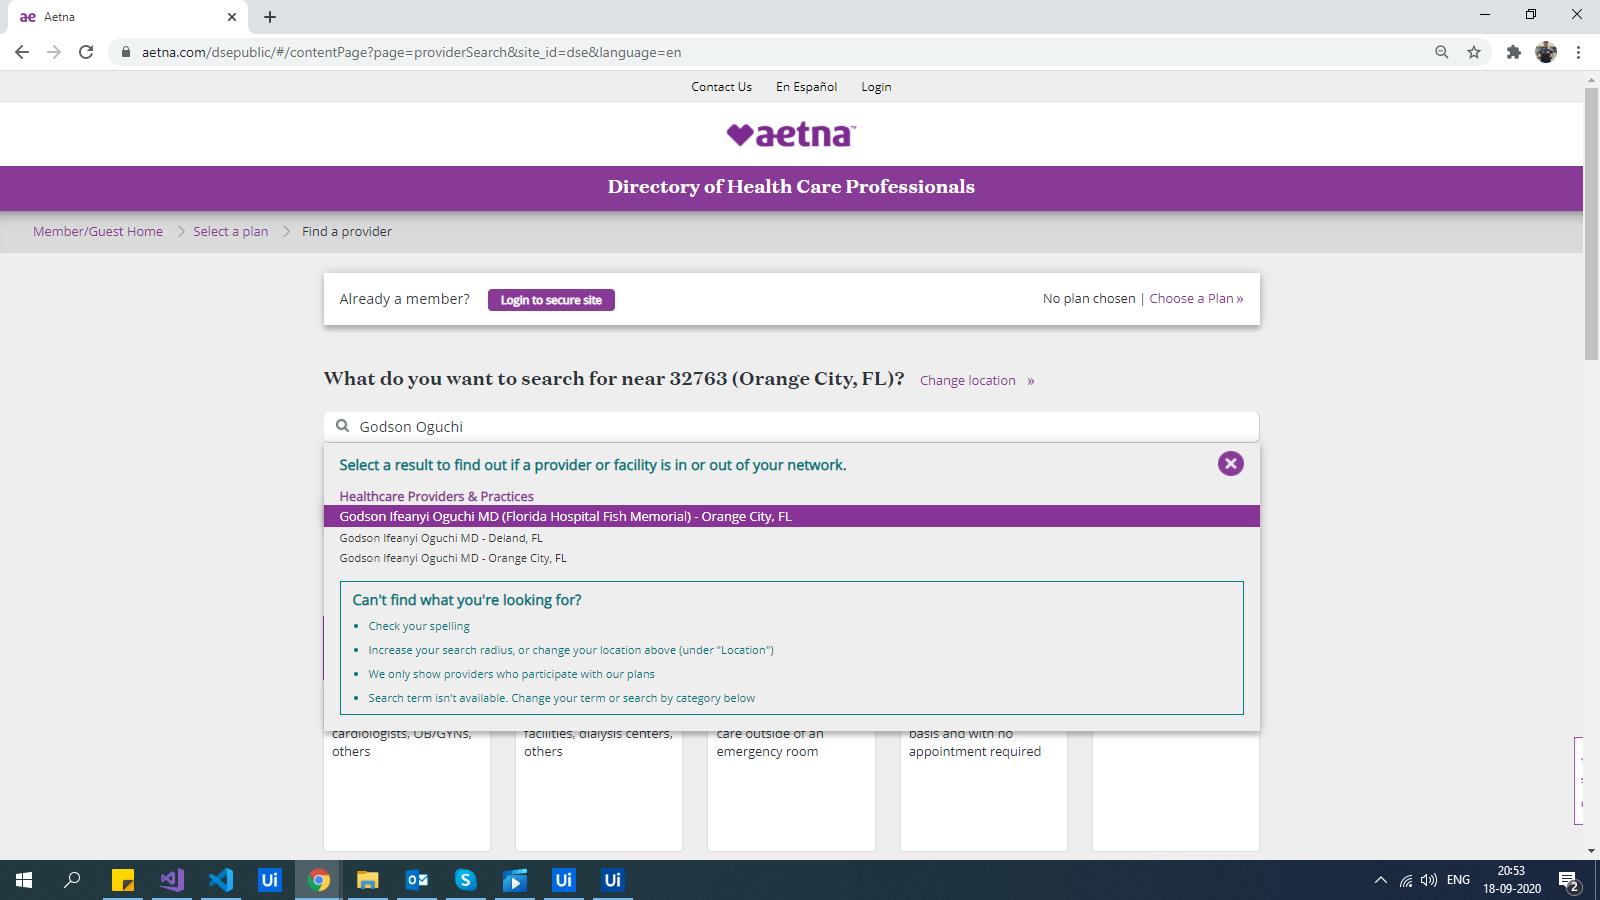 ae Aetna
aetna.com/dsepublic/#/contentPage?page=providerSearch&site_id=dse&language=en
Contact Us En Español Login
aetna™
Directory of Health Care Professionals
Member/Guest Home Select a plan Find a provider
Already a member? Login to secure site No plan chosen | Choose a Plan »
What do you want to search for near 32763 (Orange City, FL)? Change location »
Godson Oguchi
Select a result to find out if a provider or facility is in or out of your network.
Healthcare Providers & Practices
Godson Ifeanyi Oguchi MD (Florida Hospital Fish Memorial) - Orange City, FL
Godson Ifeanyi Oguchi MD - Deland, FL
Godson Ifeanyi Oguchi MD - Orange City, FL
Can't find what you're looking for?
• Check your spelling
• Increase your search radius, or change your location above (under "Location")
• We only show providers who participate with our plans
• Search term isn't available. Change your term or search by category below
cardiologists, OB/GYNs, facilities, dialysis centers, care outside of an basis and with no
others others emergency room appointment required
Ui Ui Ui
ENG 20:53
18-09-2020 2